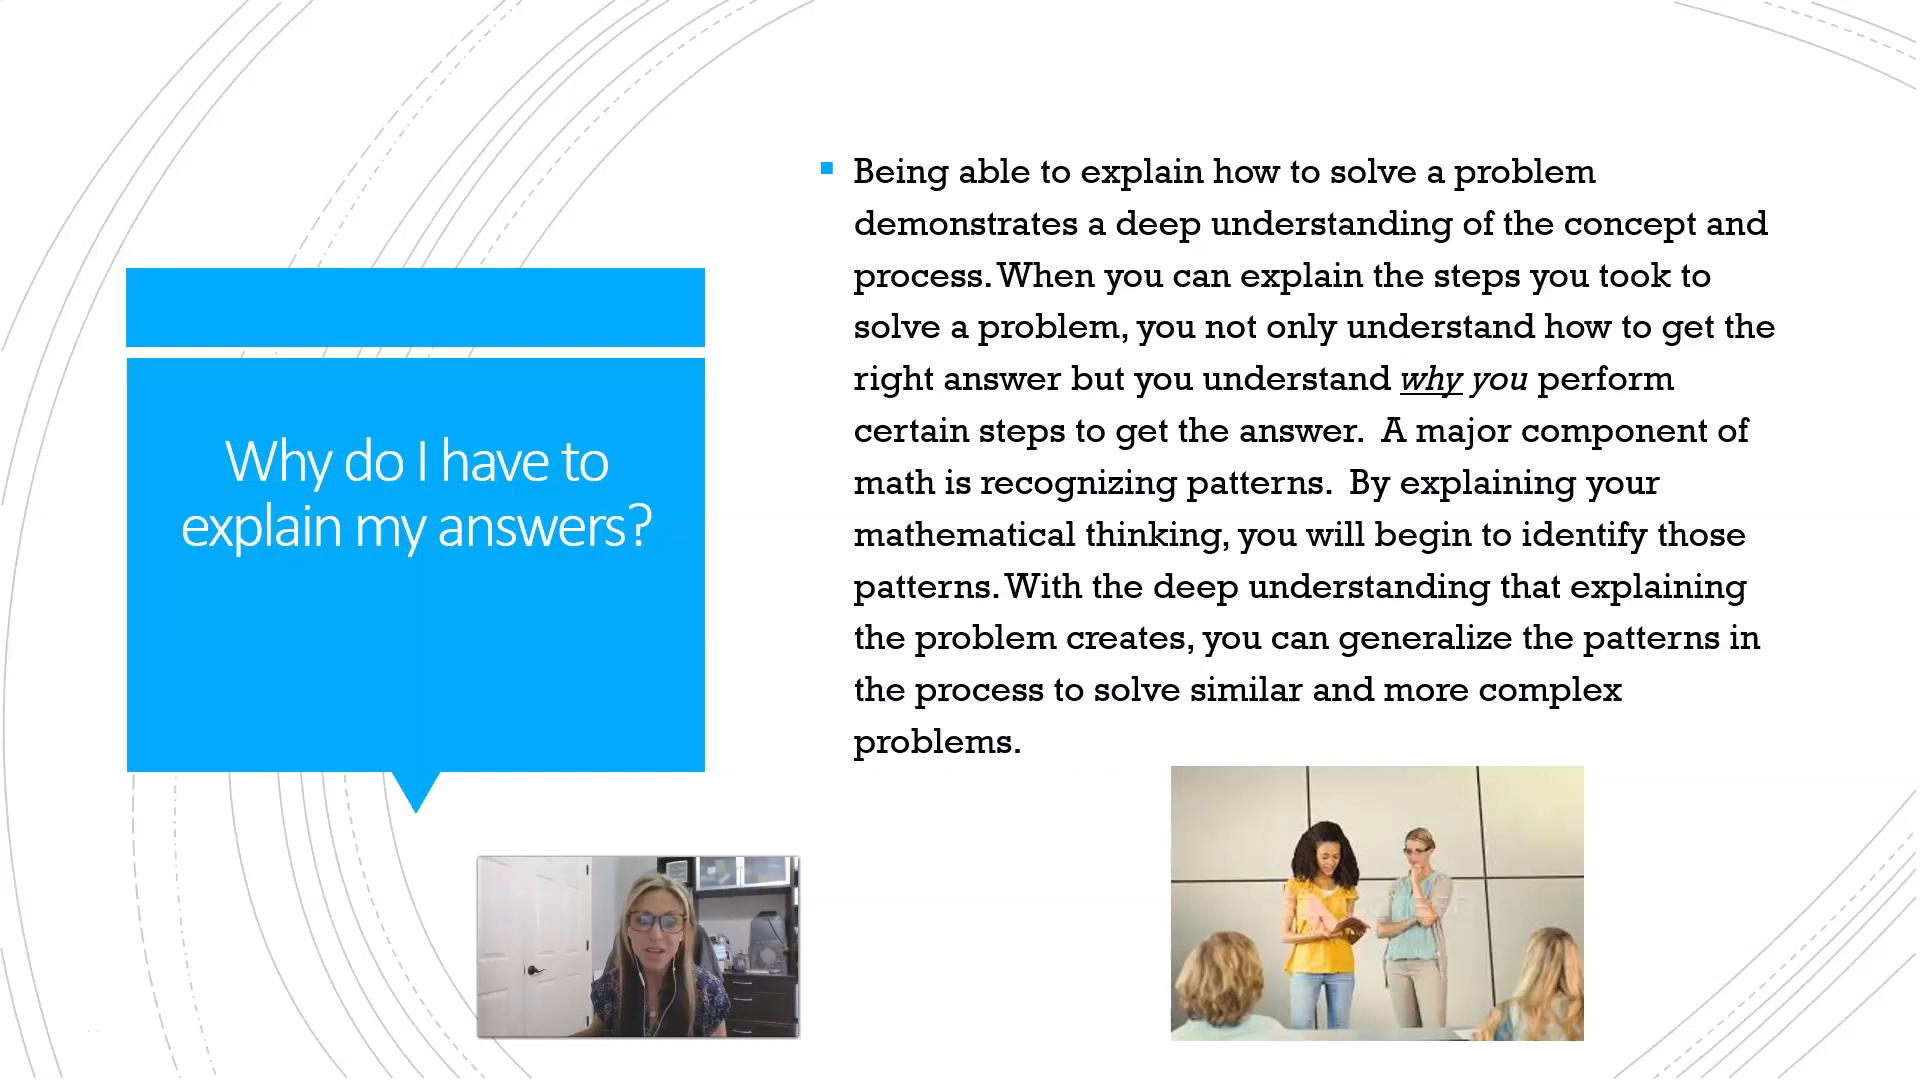 Why do I have to
explain my answers?
Being able to explain how to solve a problem
demonstrates a deep understanding of the concept and
process. When you can explain the steps you took to
solve a problem, you not only understand how to get the
right answer but you understand why you perform
certain steps to get the answer.  A major component of
math is recognizing patterns.  By explaining your
mathematical thinking, you will begin to identify those
patterns. With the deep understanding that explaining
the problem creates, you can generalize the patterns in
the process to solve similar and more complex
problems.